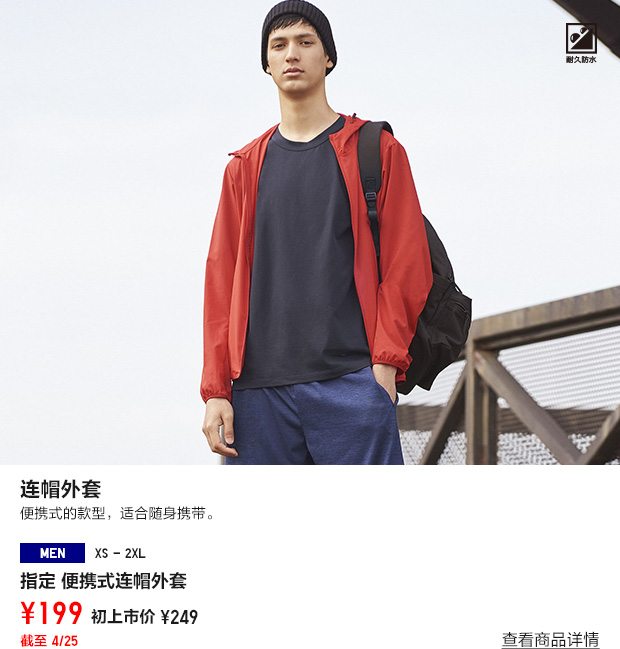 耐久防水
连帽外套
便携式的款型，适合随身携带。
MEN XS - 2XL
指定 便携式连帽外套
¥199 初上市价 ¥249
截至 4/25
查看商品详情